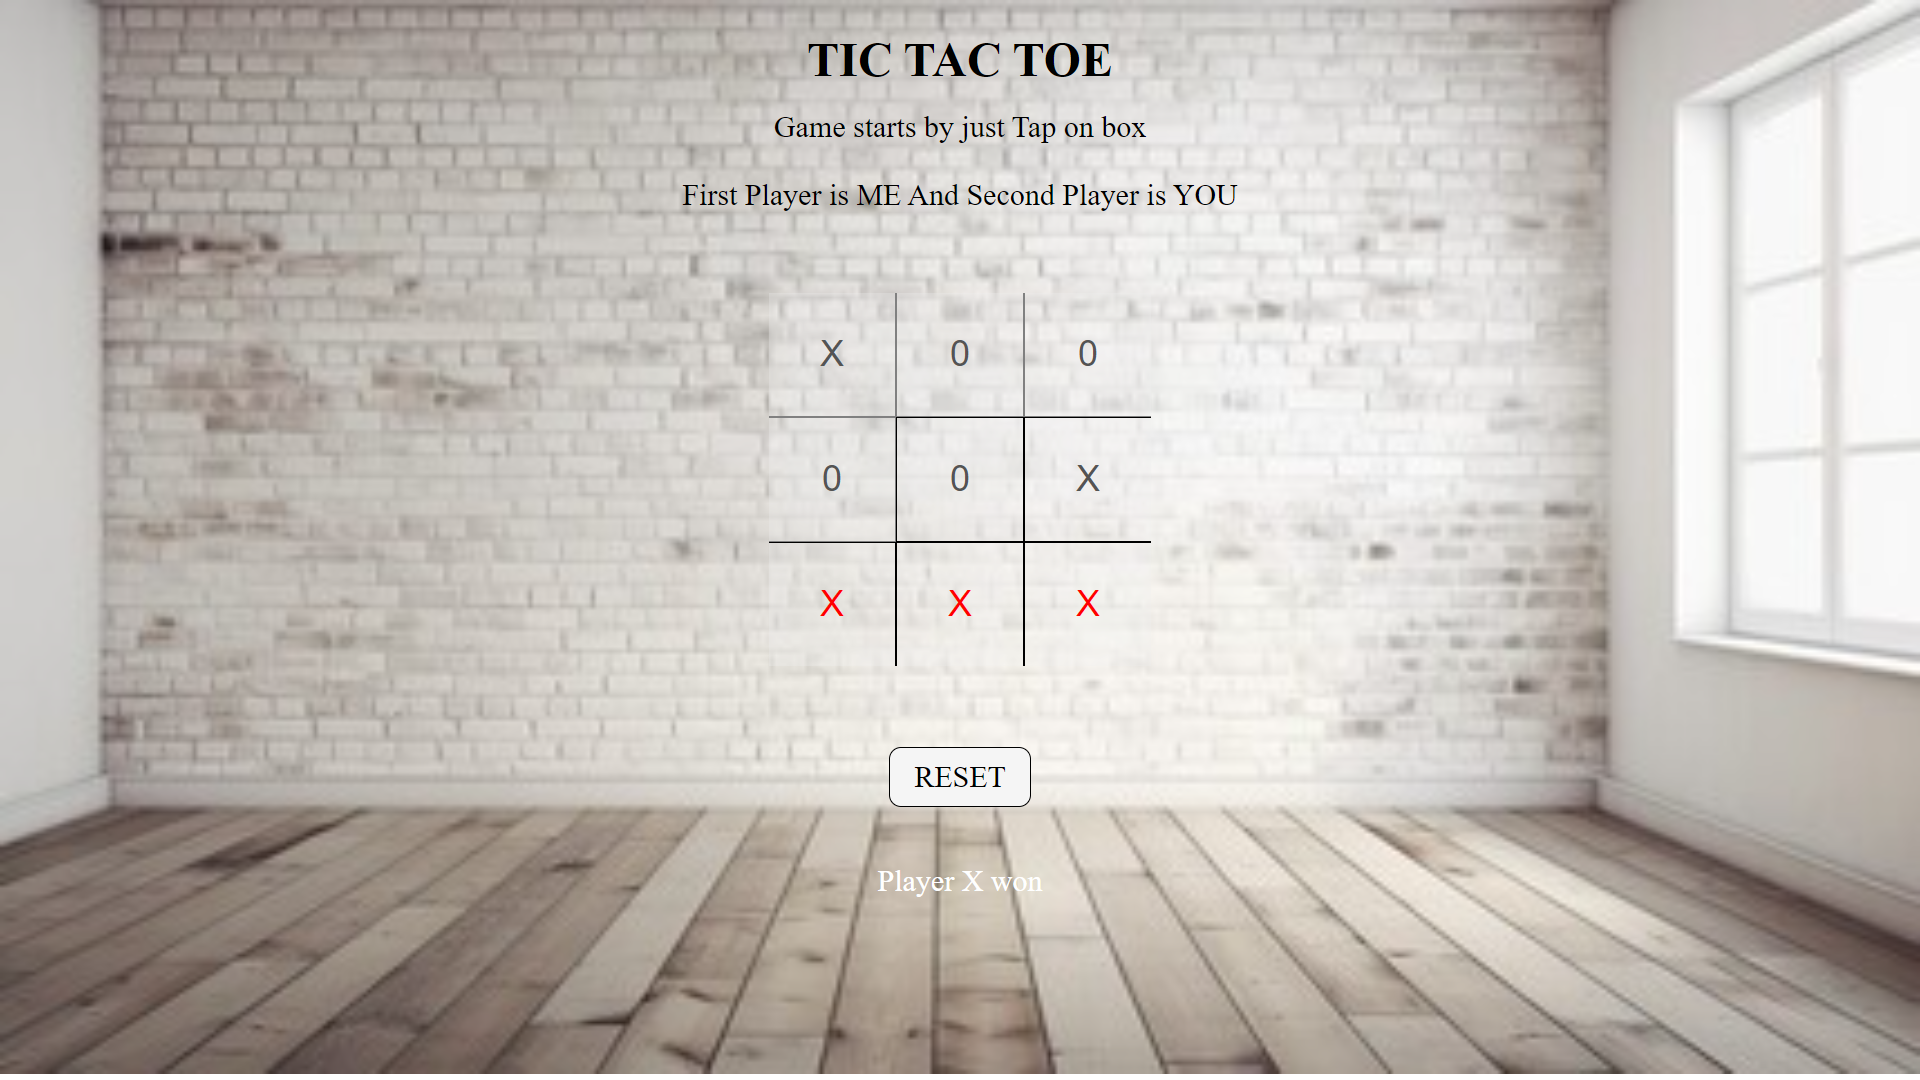 TIC TAC TOE
Game starts by just Tap on box
First Player is ME And Second Player is YOU
X 0 0
0 0 X
X X X
RESET
Player X won